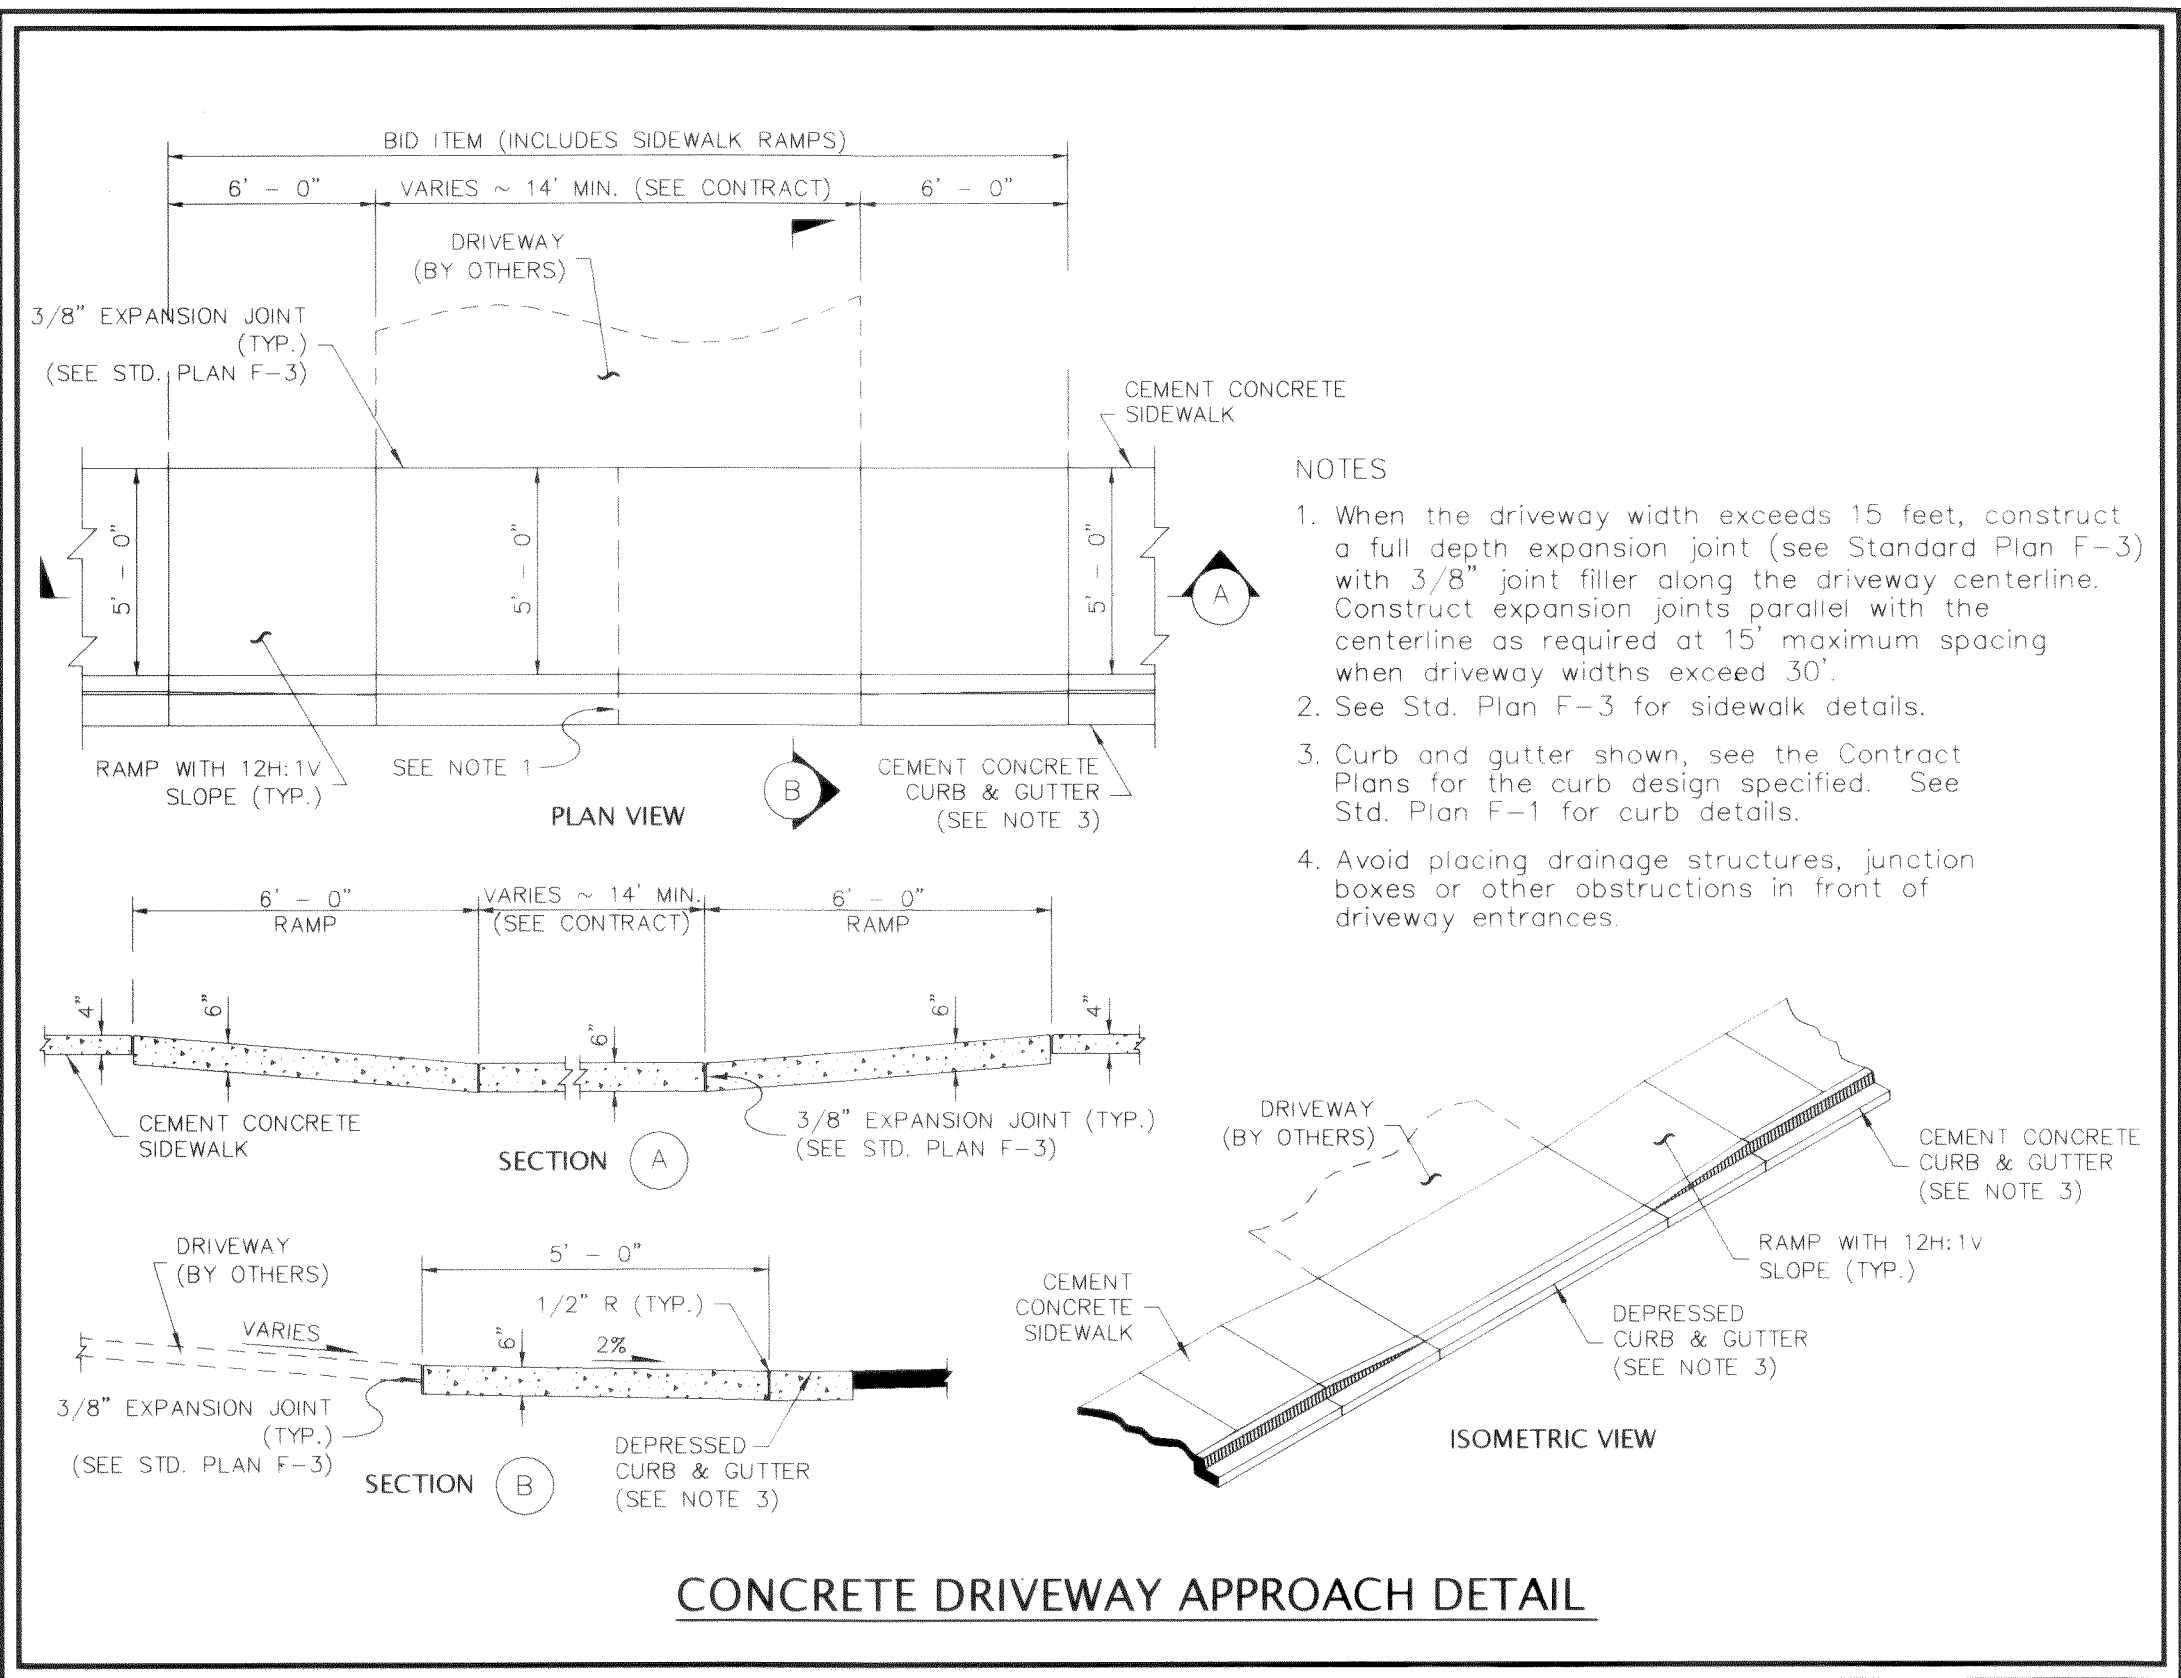 BID ITEM (INCLUDES SIDEWALK RAMPS)
6' - 0"
VARIES ~ 14' MIN. (SEE CONTRACT)
6' - 0"
DRIVEWAY
(BY OTHERS)
3/8" EXPANSION JOINT
(TYP.)
(SEE STD. PLAN F-3)
CEMENT CONCRETE
SIDEWALK
5' - 0"
5' - 0"
5' - 0"
A
RAMP WITH 12H:1V
SLOPE (TYP.)
SEE NOTE 1
PLAN VIEW
B
CEMENT CONCRETE
CURB & GUTTER
(SEE NOTE 3)
NOTES
1. When the driveway width exceeds 15 feet, construct
a full depth expansion joint (see Standard Plan F-3)
with 3/8" joint filler along the driveway centerline.
Construct expansion joints parallel with the
centerline as required at 15' maximum spacing
when driveway widths exceed 30'.
2. See Std. Plan F-3 for sidewalk details.
3. Curb and gutter shown, see the Contract
Plans for the curb design specified. See
Std. Plan F-1 for curb details.
4. Avoid placing drainage structures, junction
boxes or other obstructions in front of
driveway entrances.
6' - 0"
RAMP
VARIES ~ 14' MIN.
(SEE CONTRACT)
6' - 0"
RAMP
4"
6"
6"
6"
4"
CEMENT CONCRETE
SIDEWALK
3/8" EXPANSION JOINT (TYP.)
(SEE STD. PLAN F-3)
SECTION A
DRIVEWAY
(BY OTHERS)
5' - 0"
1/2" R (TYP.)
VARIES
6"
2%
3/8" EXPANSION JOINT
(TYP.)
(SEE STD. PLAN F-3)
DEPRESSED
CURB & GUTTER
(SEE NOTE 3)
SECTION B
DRIVEWAY
(BY OTHERS)
CEMENT CONCRETE
CURB & GUTTER
(SEE NOTE 3)
RAMP WITH 12H:1V
SLOPE (TYP.)
CEMENT
CONCRETE
SIDEWALK
DEPRESSED
CURB & GUTTER
(SEE NOTE 3)
ISOMETRIC VIEW
CONCRETE DRIVEWAY APPROACH DETAIL